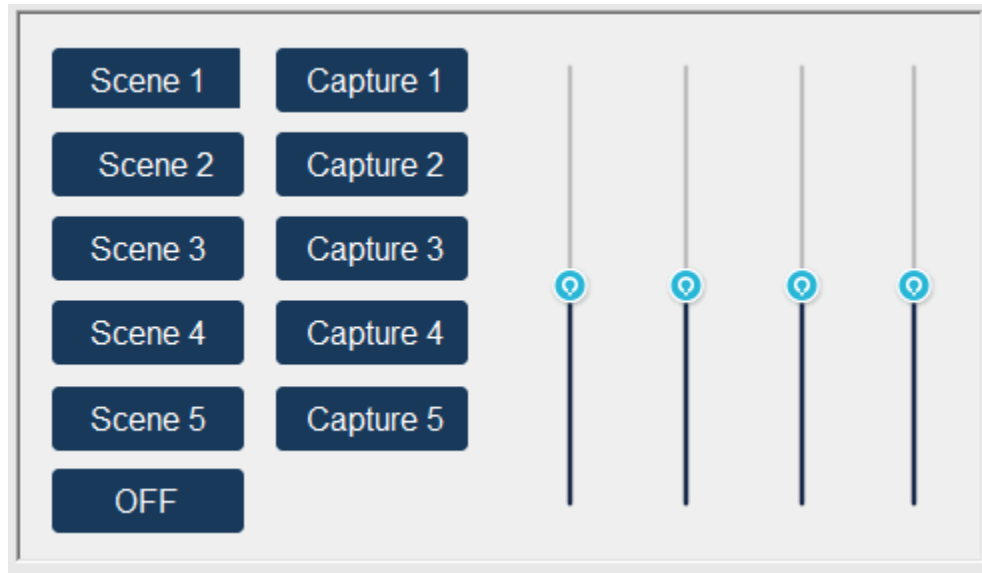 Scene 1 Capture 1
Scene 2 Capture 2
Scene 3 Capture 3
Scene 4 Capture 4
Scene 5 Capture 5
OFF